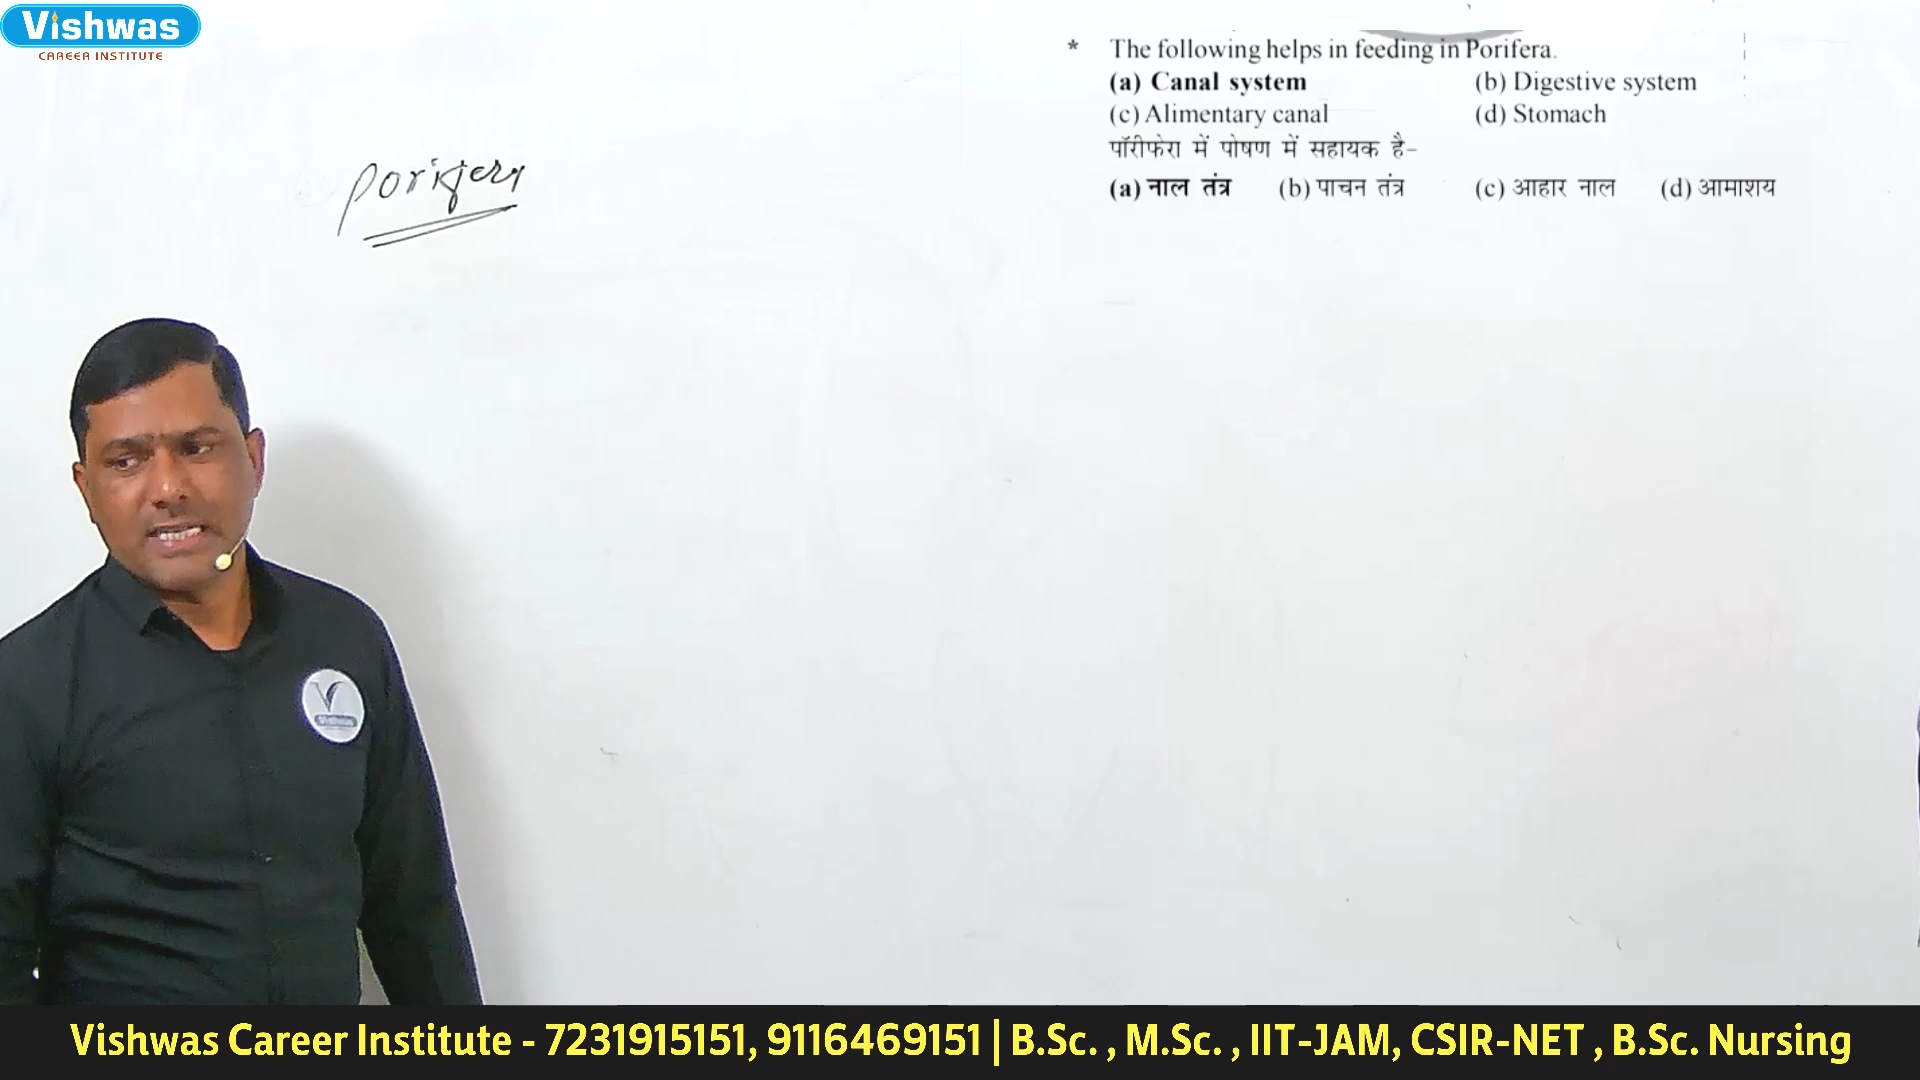 Vishwas
CAREER INSTITUTE
* The following helps in feeding in Porifera.
(a) Canal system (b) Digestive system
(c) Alimentary canal (d) Stomach
पॉरीफेरा में पोषण में सहायक है-
(a) नाल तंत्र (b) पाचन तंत्र (c) आहार नाल (d) आमाशय
Porifera
Vishwas
Vishwas Career Institute - 7231915151, 9116469151 | B.Sc. , M.Sc. , IIT-JAM, CSIR-NET , B.Sc. Nursing